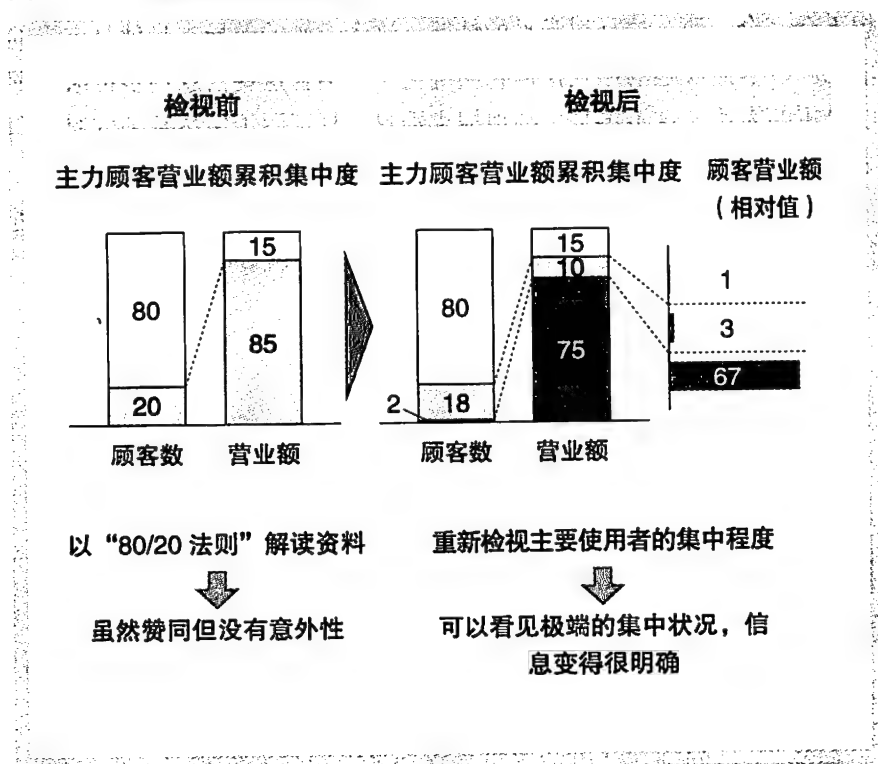 检视前
检视后
主力顾客营业额累积集中度
主力顾客营业额累积集中度
顾客营业额
（相对值）
80
20
15
85
顾客数
营业额
80
18
2
15
10
75
顾客数
营业额
1
3
67
以“80/20 法则”解读资料
虽然赞同但没有意外性
重新检视主要使用者的集中程度
可以看见极端的集中状况，信
息变得很明确